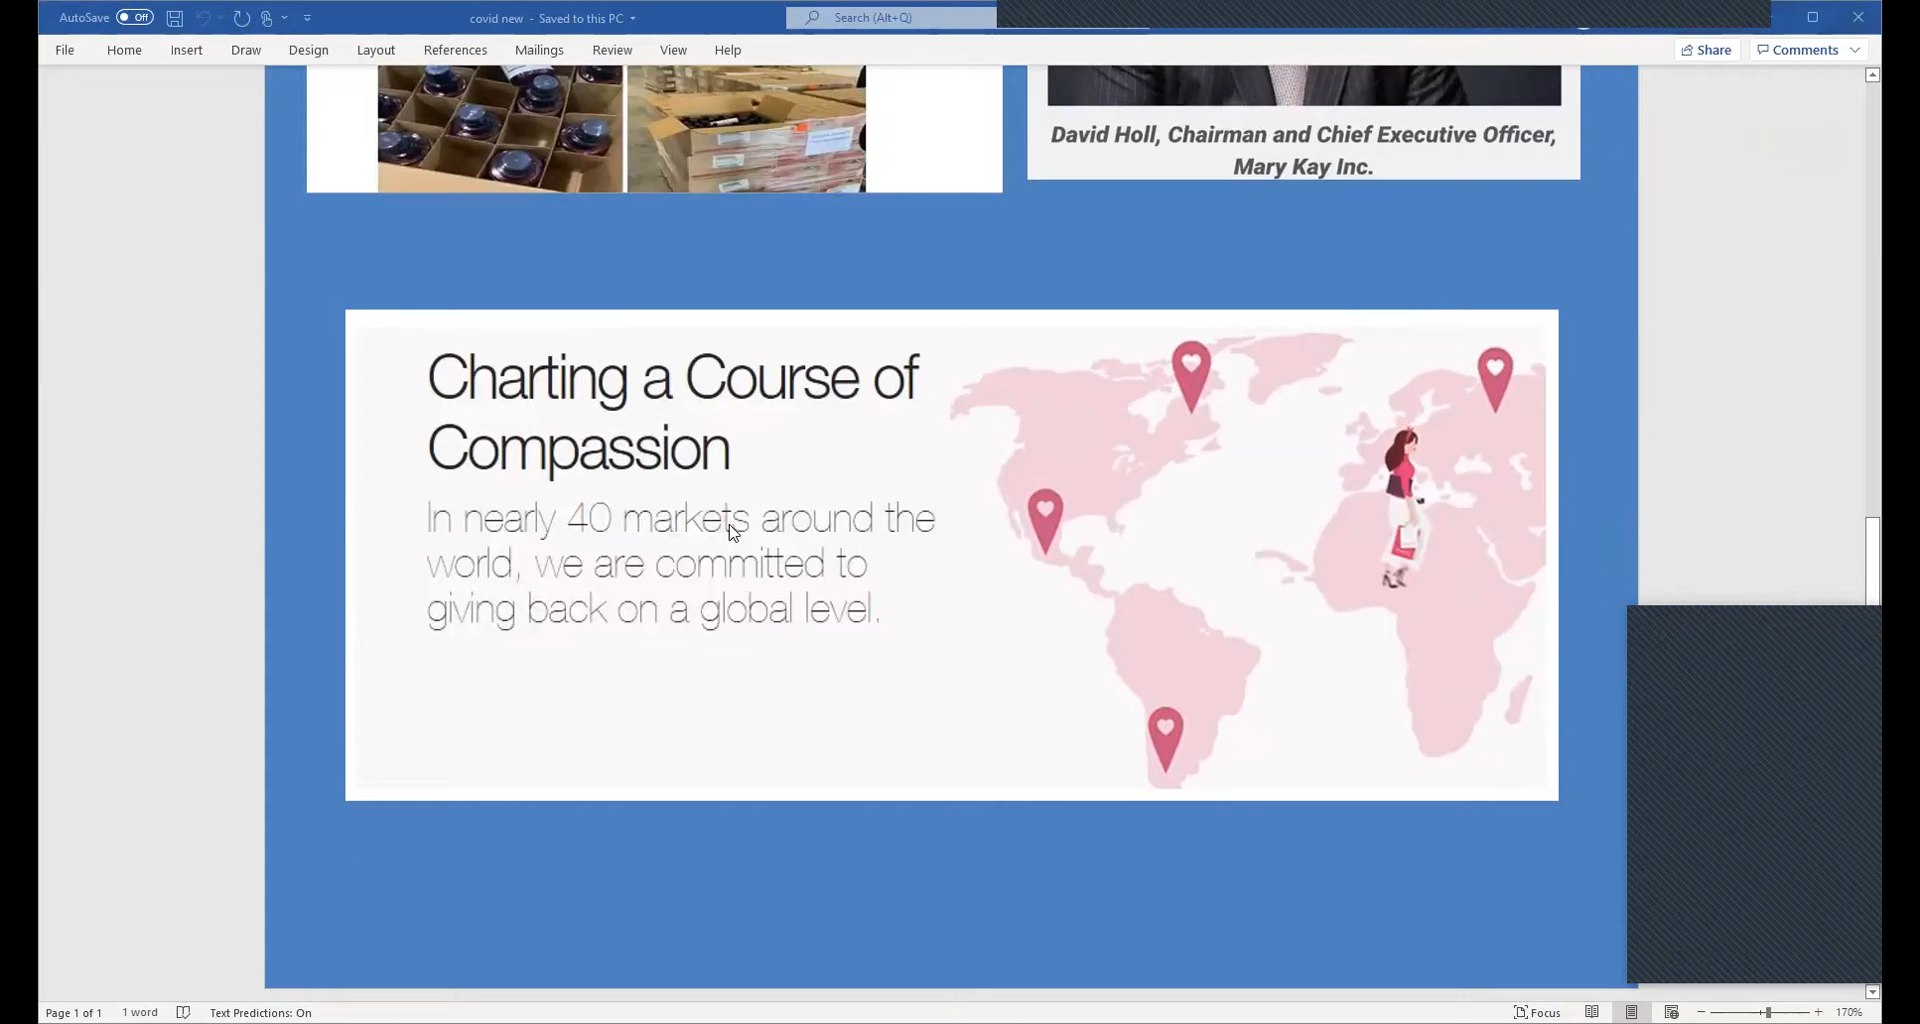 AutoSave Off covid new - Saved to this PC Search (Alt+Q)
File Home Insert Draw Design Layout References Mailings Review View Help Share Comments
David Holl, Chairman and Chief Executive Officer,
Mary Kay Inc.
Charting a Course of
Compassion
In nearly 40 markets around the
world, we are committed to
giving back on a global level.
Page 1 of 1 1 word Text Predictions: On Focus 170%